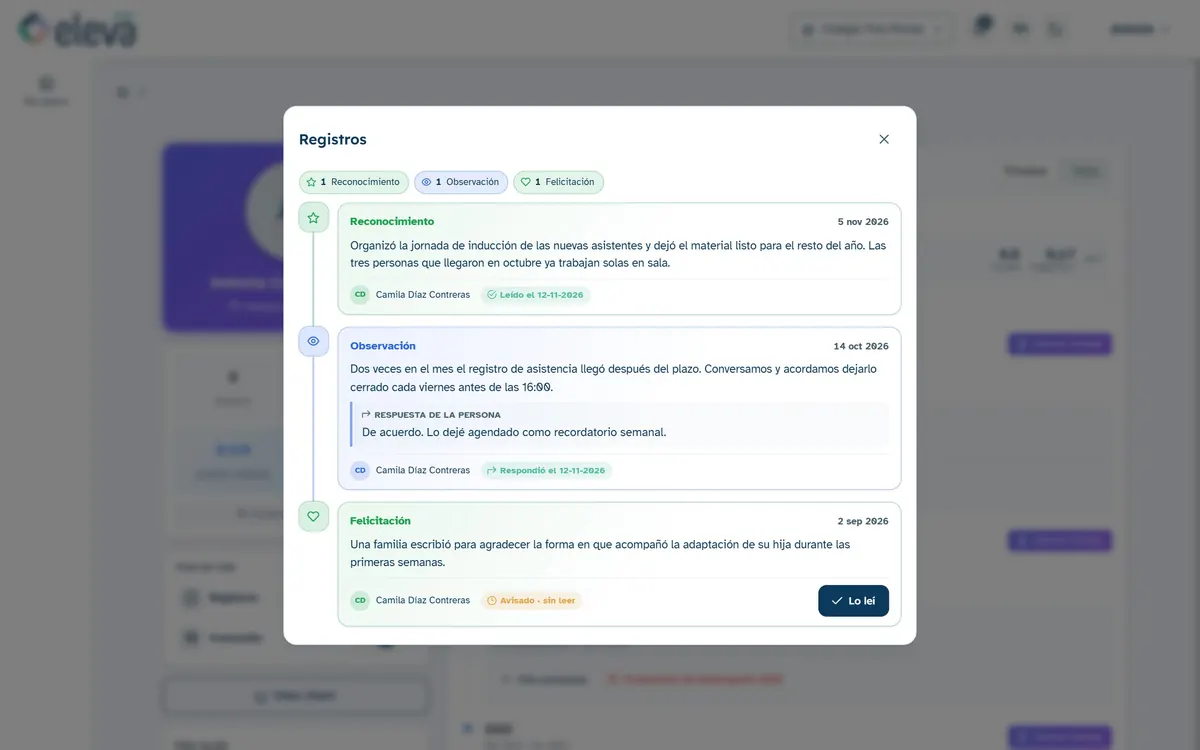 eleva
Registros
1 Reconocimiento
1 Observación
1 Felicitación
Reconocimiento
5 nov 2026
Organizó la jornada de inducción de las nuevas asistentes y dejó el material listo para el resto del año. Las
tres personas que llegaron en octubre ya trabajan solas en sala.
CD Camila Díaz Contreras
Leído el 12-11-2026
Observación
14 oct 2026
Dos veces en el mes el registro de asistencia llegó después del plazo. Conversamos y acordamos dejarlo
cerrado cada viernes antes de las 16:00.
RESPUESTA DE LA PERSONA
De acuerdo. Lo dejé agendado como recordatorio semanal.
CD Camila Díaz Contreras
Respondió el 12-11-2026
Felicitación
2 sep 2026
Una familia escribió para agradecer la forma en que acompañó la adaptación de su hija durante las
primeras semanas.
CD Camila Díaz Contreras
Avisado · sin leer
Lo leí